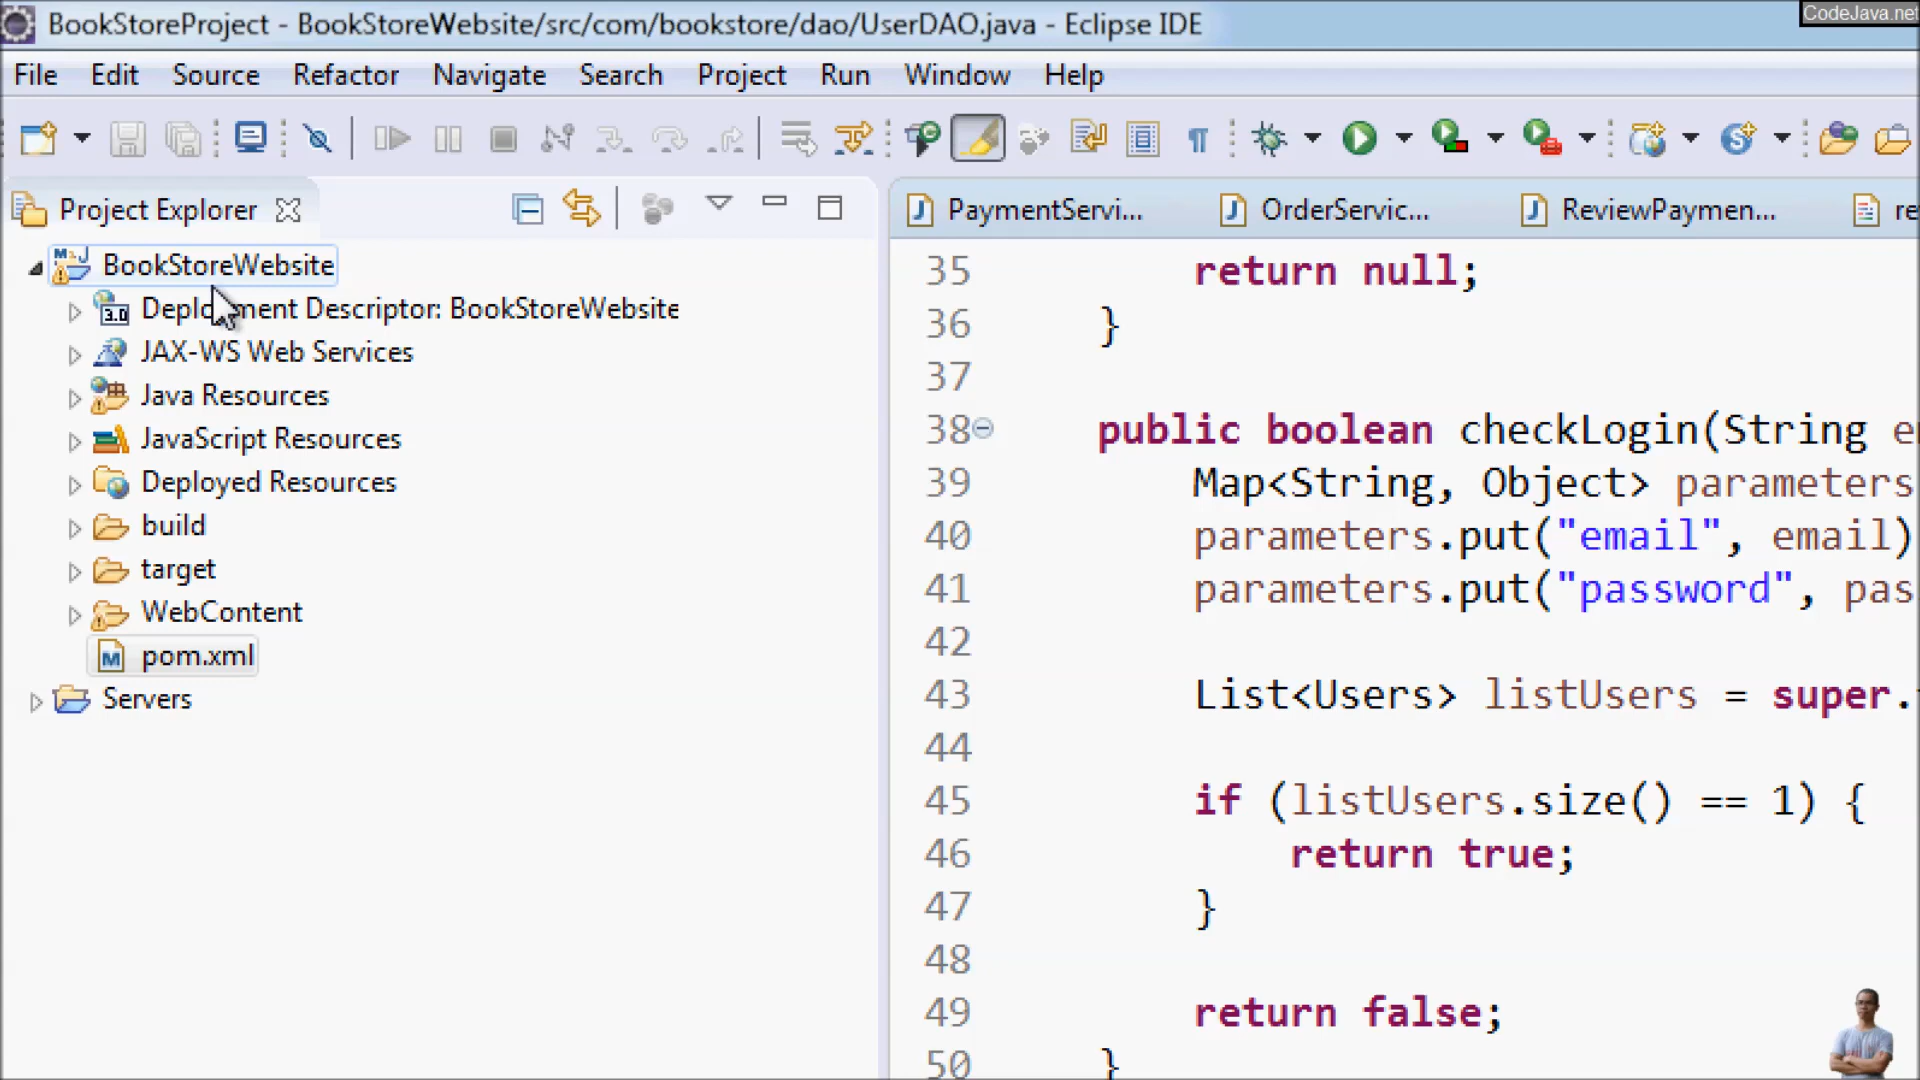 BookStoreProject - BookStoreWebsite/src/com/bookstore/dao/UserDAO.java - Eclipse IDE
CodeJava.net
File Edit Source Refactor Navigate Search Project Run Window Help
Project Explorer
BookStoreWebsite
Deployment Descriptor: BookStoreWebsite
3.0
JAX-WS Web Services
Java Resources
JavaScript Resources
Deployed Resources
build
target
WebContent
pom.xml
Servers
PaymentServi... OrderServic... ReviewPaymen... re
35 return null;
36 }
37
38 public boolean checkLogin(String e
39 Map<String, Object> parameters
40 parameters.put("email", email)
41 parameters.put("password", pas
42
43 List<Users> listUsers = super.
44
45 if (listUsers.size() == 1) {
46 return true;
47 }
48
49 return false;
50 }